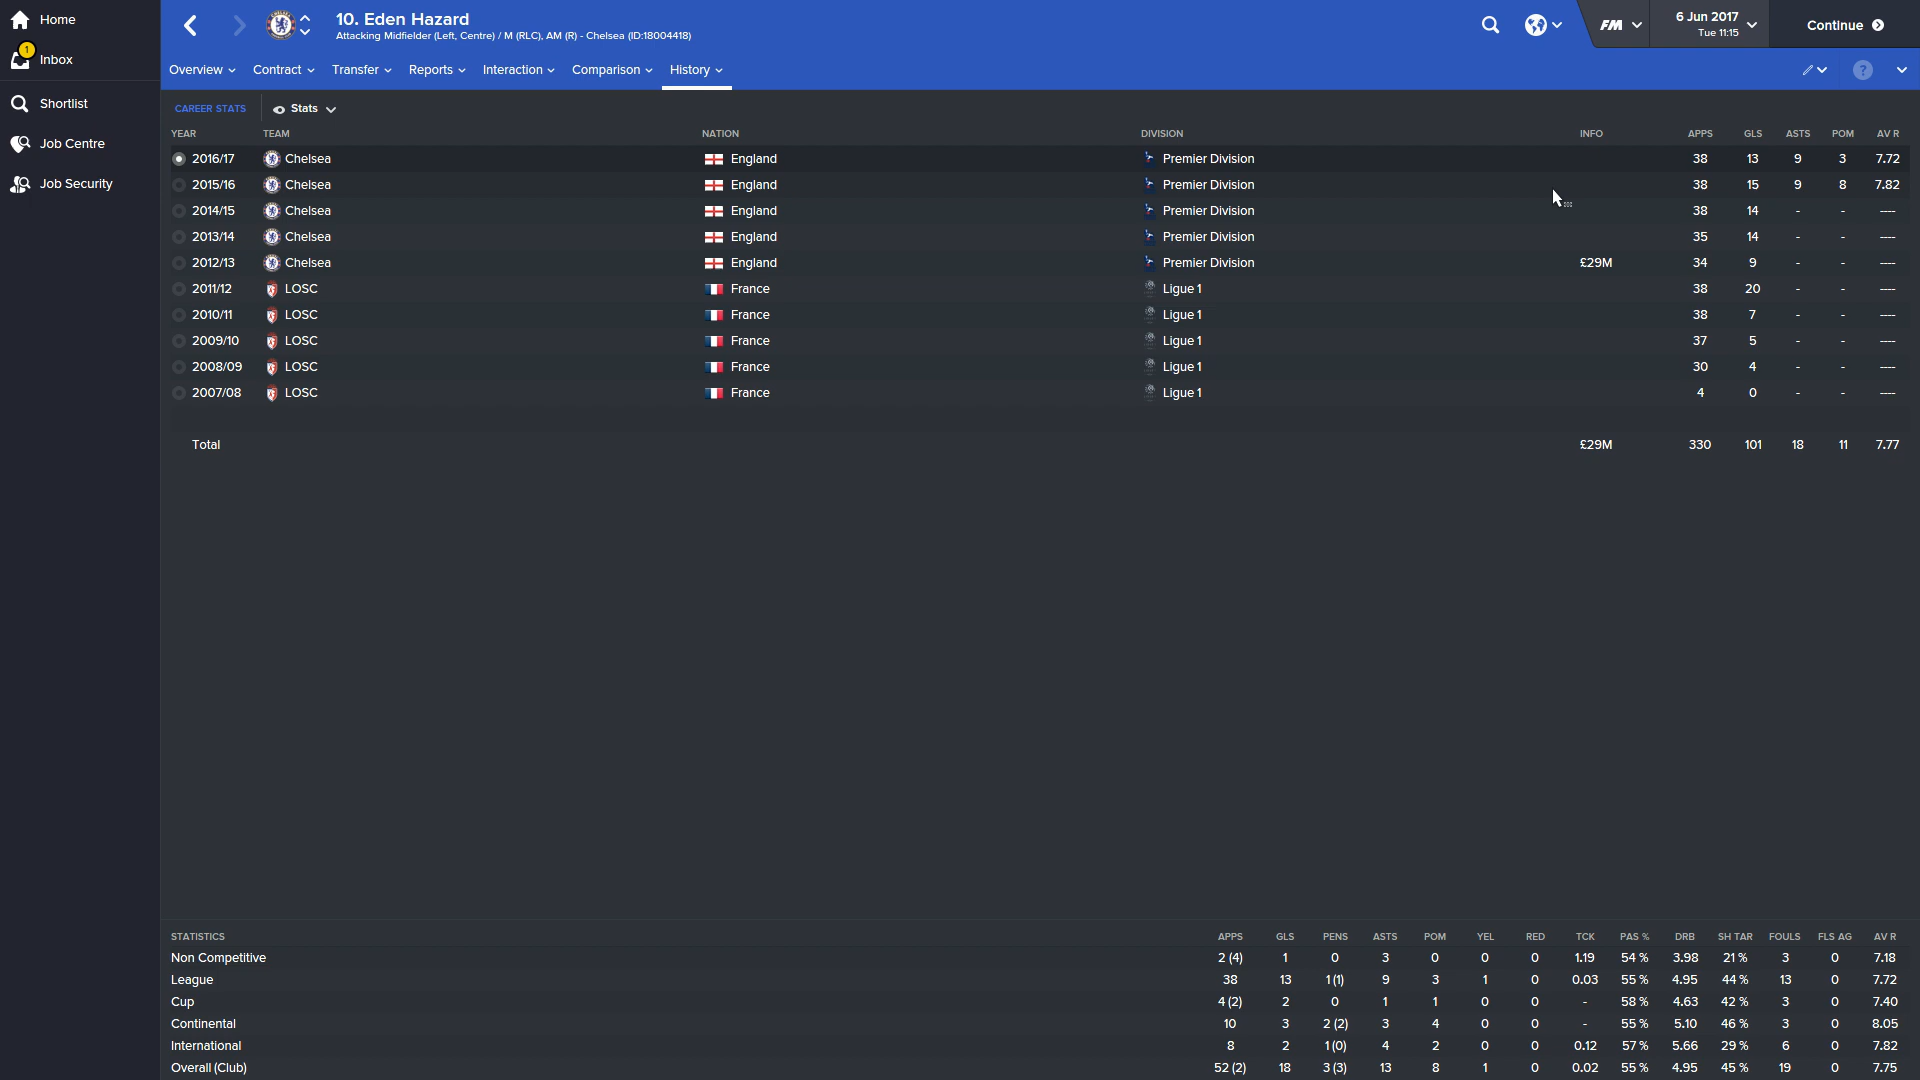 Home
1
Inbox
Shortlist
Job Centre
Job Security
10. Eden Hazard
Attacking Midfielder (Left, Centre) / M (RLC), AM (R) - Chelsea (ID:18004418)
FM
6 Jun 2017
Tue 11:15
Continue
Overview Contract Transfer Reports Interaction Comparison History
?
CAREER STATS Stats
YEAR TEAM NATION DIVISION INFO APPS GLS ASTS POM AV R
2016/17 Chelsea England Premier Division 38 13 9 3 7.72
2015/16 Chelsea England Premier Division 38 15 9 8 7.82
2014/15 Chelsea England Premier Division 38 14 - - ----
2013/14 Chelsea England Premier Division 35 14 - - ----
2012/13 Chelsea England Premier Division £29M 34 9 - - ----
2011/12 LOSC France Ligue 1 38 20 - - ----
2010/11 LOSC France Ligue 1 38 7 - - ----
2009/10 LOSC France Ligue 1 37 5 - - ----
2008/09 LOSC France Ligue 1 30 4 - - ----
2007/08 LOSC France Ligue 1 4 0 - - ----
Total £29M 330 101 18 11 7.77
STATISTICS APPS GLS PENS ASTS POM YEL RED TCK PAS % DRB SH TAR FOULS FLS AG AV R
Non Competitive 2 (4) 1 0 3 0 0 0 1.19 54 % 3.98 21 % 3 0 7.18
League 38 13 1 (1) 9 3 1 0 0.03 55 % 4.95 44 % 13 0 7.72
Cup 4 (2) 2 0 1 1 0 0 - 58 % 4.63 42 % 3 0 7.40
Continental 10 3 2 (2) 3 4 0 0 - 55 % 5.10 46 % 3 0 8.05
International 8 2 1 (0) 4 2 0 0 0.12 57 % 5.66 29 % 6 0 7.82
Overall (Club) 52 (2) 18 3 (3) 13 8 1 0 0.02 55 % 4.95 45 % 19 0 7.75